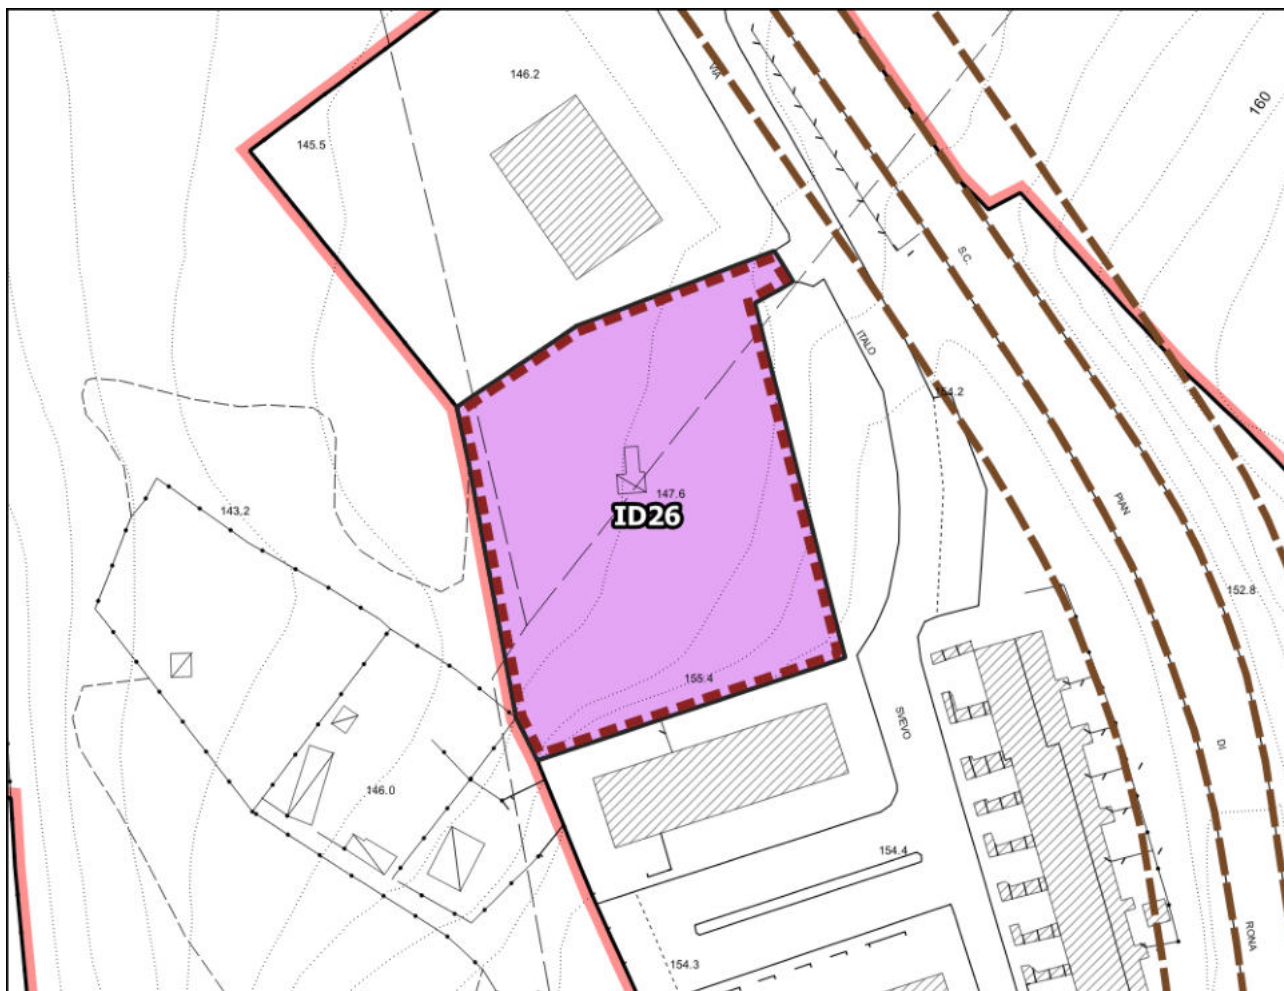 146.2
VIA
160
145.5
S.C.
ITALO
154.2
147.6
PIAN
143.2
ID26
152.8
155.4
SVEVO
DI
146.0
154.4
RONA
154.3